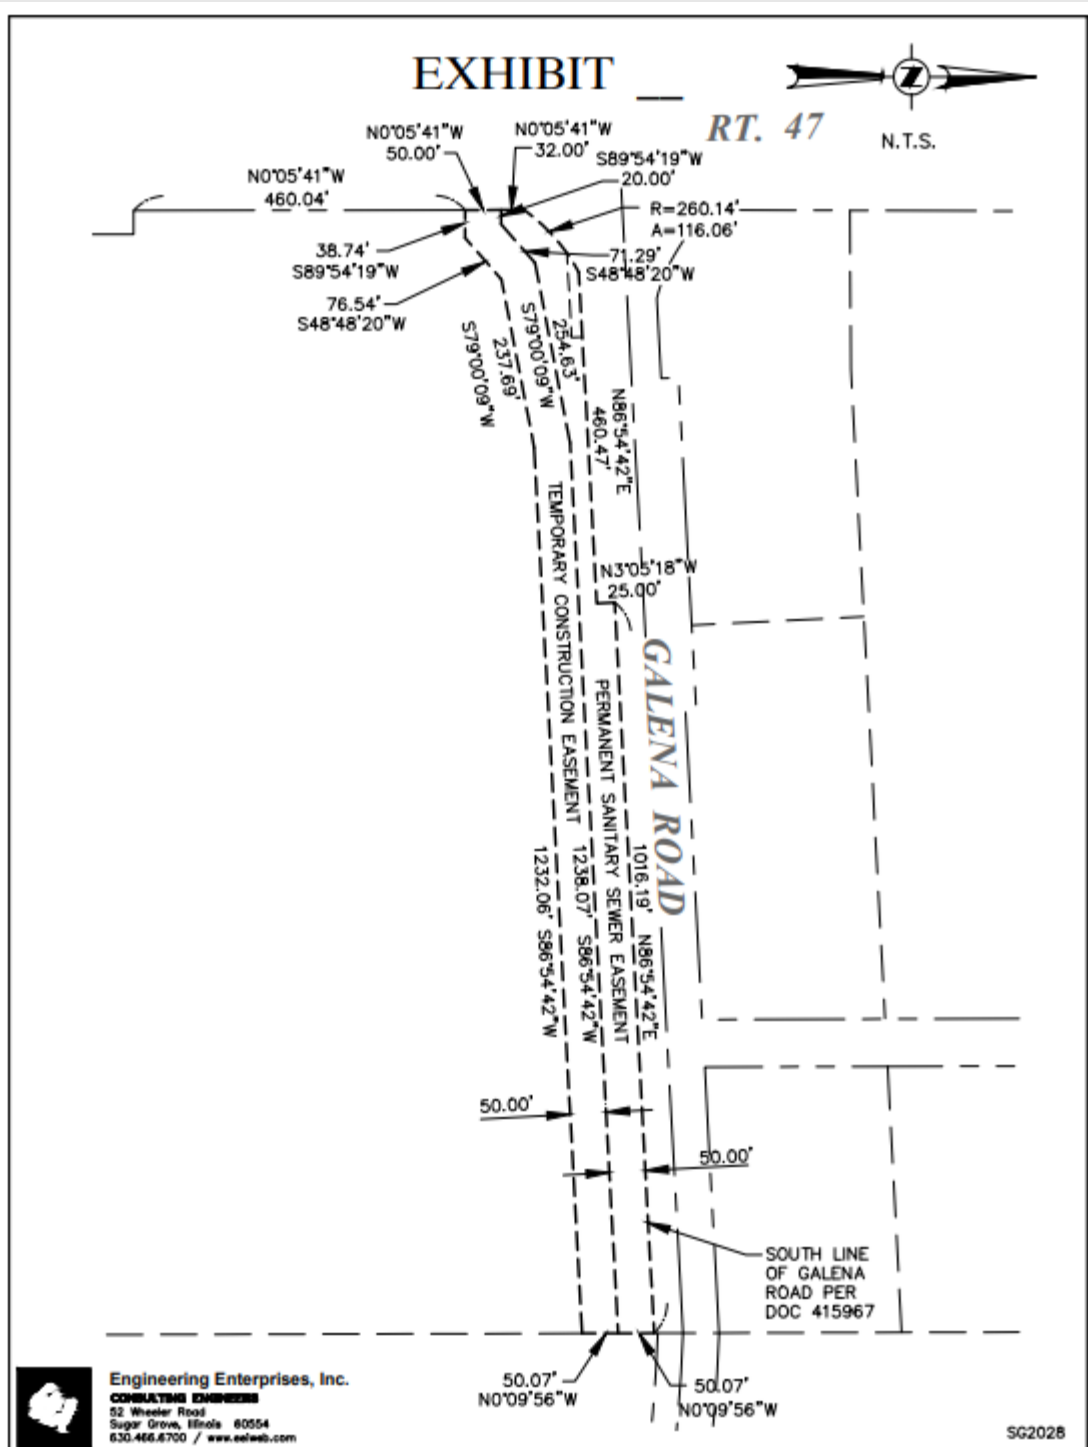 EXHIBIT __
RT. 47
N.T.S.
N0°05'41"W
50.00'
N0°05'41"W
32.00'
S89°54'19"W
20.00'
N0°05'41"W
460.04'
R=260.14'
A=116.06'
38.74'
S89°54'19"W
71.29'
S48°48'20"W
76.54'
S48°48'20"W
S79°00'09"W
237.69'
S79°00'09"W
254.63'
N86°54'42"E
460.47'
N3°05'18"W
25.00'
TEMPORARY CONSTRUCTION EASEMENT
PERMANENT SANITARY SEWER EASEMENT
GALENA ROAD
1232.06' S86°54'42"W
1238.07' S86°54'42"W
1016.19' N86°54'42"E
50.00'
50.00'
SOUTH LINE
OF GALENA
ROAD PER
DOC 415967
50.07'
N0°09'56"W
50.07'
N0°09'56"W
Engineering Enterprises, Inc.
CONSULTING ENGINEERS
52 Wheeler Road
Sugar Grove, Illinois 60554
630.466.6700 / www.eeiweb.com
SG2028